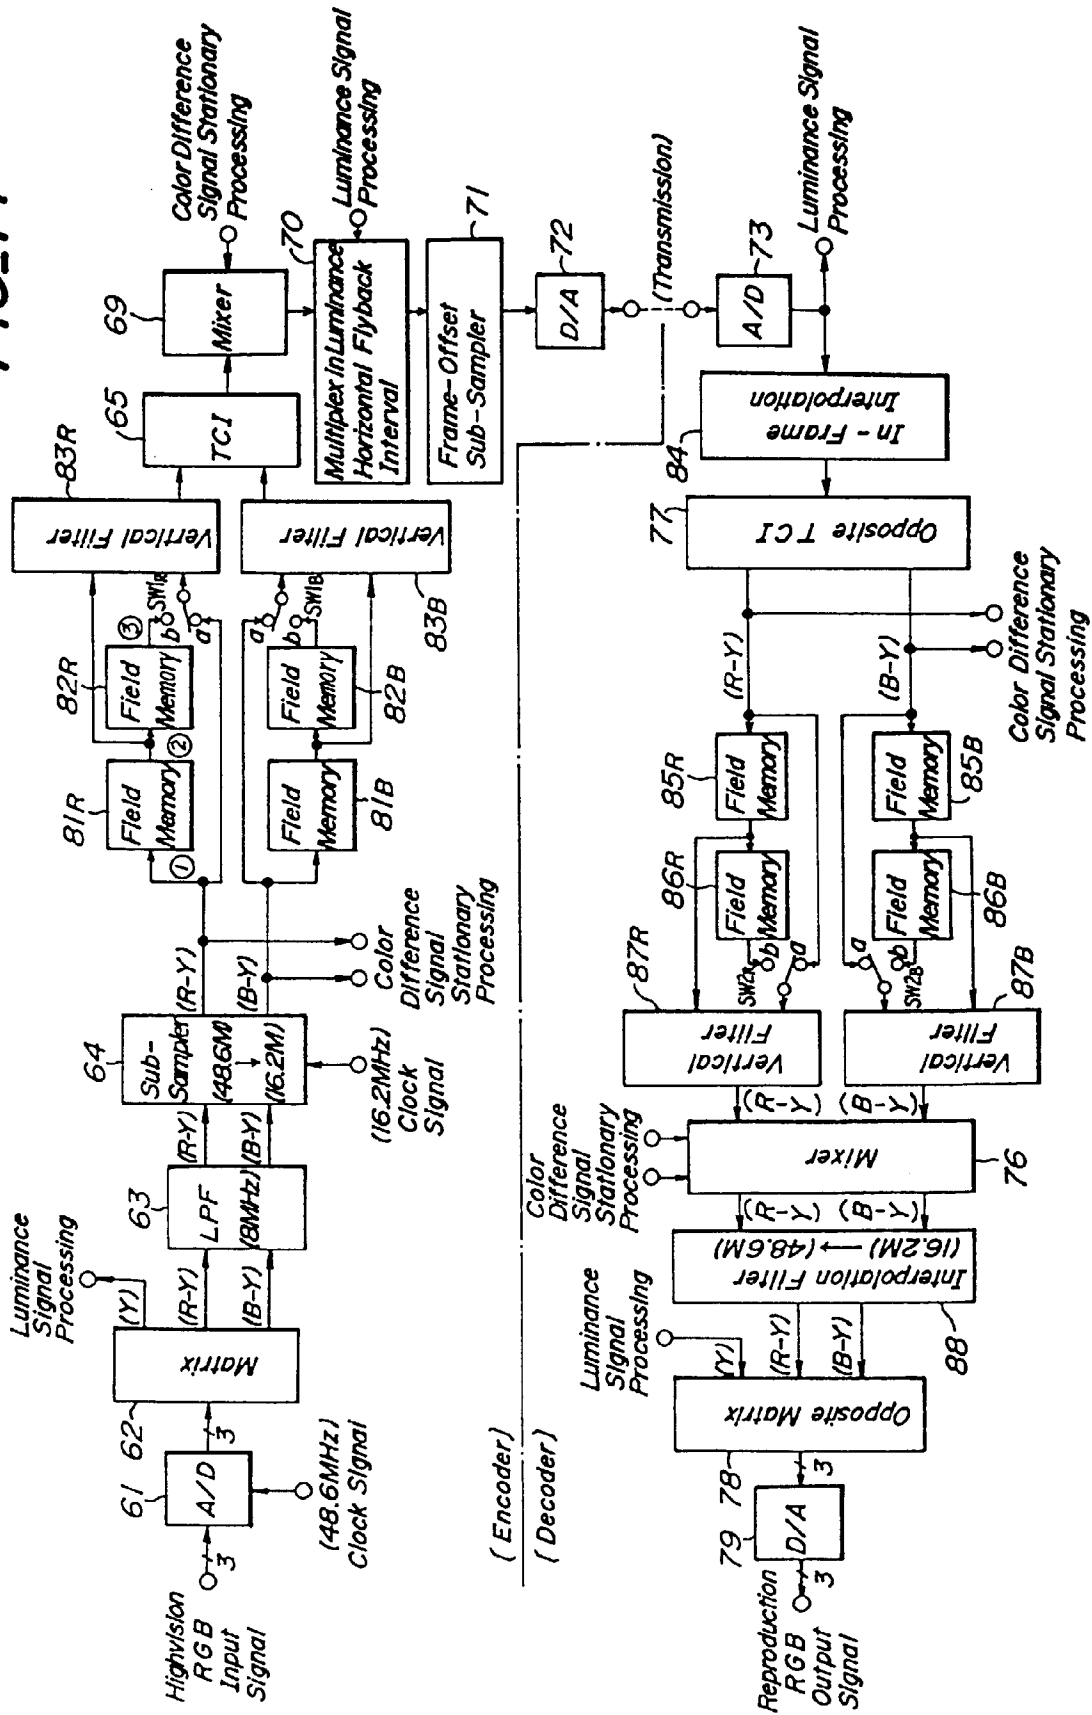 Highvision
RGB
Input
Signal
3
61
A/D
(48.6MHz)
Clock Signal
3
62
Matrix
Luminance
Signal
Processing
(Y)
(R-Y)
(B-Y)
63
LPF
(8MHz)
(R-Y)
(B-Y)
64
Sub-
Sampler
(48.6M)
(16.2M)
(16.2MHz)
Clock
Signal
(R-Y)
(B-Y)
Color
Difference
Signal
Stationary
Processing
①
81R
Field
Memory
②
82R
Field
Memory
③
SW1R
b
a
83R
Vertical Filter
81B
Field
Memory
82B
Field
Memory
SW1B
a
b
83B
Vertical Filter
65
TCI
69
Mixer
Color Difference
Signal Stationary
Processing
70
Multiplex in Luminance
Horizontal Flyback
Interval
Luminance Signal
Processing
71
Frame-Offset
Sub-Sampler
72
D/A
(Transmission)
(Encoder)
(Decoder)
73
A/D
Luminance Signal
Processing
84
In-Frame
Interpolation
77
Opposite TCI
(R-Y)
(B-Y)
Color Difference
Signal Stationary
Processing
85R
Field
Memory
86R
Field
Memory
SW2R
b
a
87R
Vertical
Filter
85B
Field
Memory
86B
Field
Memory
SW2B
a
b
87B
Vertical
Filter
(R-Y)
(B-Y)
Color
Difference
Signal
Stationary
Processing
76
Mixer
(R-Y)
(B-Y)
88
Interpolation Filter
(16.2M)→(48.6M)
Luminance
Signal
Processing
(Y)
(R-Y)
(B-Y)
78
Opposite Matrix
3
79
D/A
3
Reproduction
RGB
Output
Signal